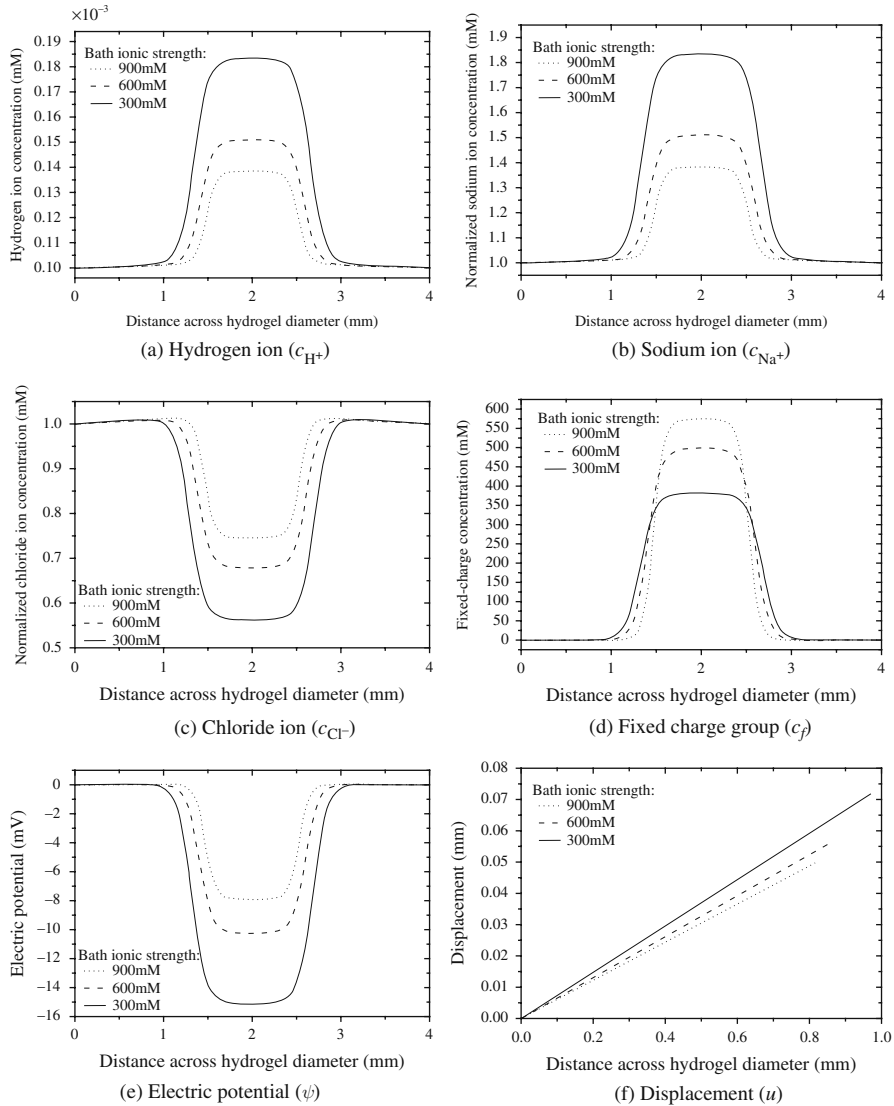 ×10⁻³
Hydrogen ion concentration (mM)
0.19
0.18
0.17
0.16
0.15
0.14
0.13
0.12
0.11
0.10
Bath ionic strength:
900mM
600mM
300mM
0 1 2 3 4
Distance across hydrogel diameter (mm)
(a) Hydrogen ion (c_H⁺)
Normalized sodium ion concentration (mM)
1.9
1.8
1.7
1.6
1.5
1.4
1.3
1.2
1.1
1.0
Bath ionic strength:
900mM
600mM
300mM
0 1 2 3 4
Distance across hydrogel diameter (mm)
(b) Sodium ion (c_Na⁺)
Normalized chloride ion concentration (mM)
1.0
0.9
0.8
0.7
0.6
0.5
Bath ionic strength:
900mM
600mM
300mM
0 1 2 3 4
Distance across hydrogel diameter (mm)
(c) Chloride ion (c_Cl⁻)
Fixed-charge concentration (mM)
600
550
500
450
400
350
300
250
200
150
100
50
0
Bath ionic strength:
900mM
600mM
300mM
0 1 2 3 4
Distance across hydrogel diameter (mm)
(d) Fixed charge group (c_f)
Electric potential (mV)
0
−2
−4
−6
−8
−10
−12
−14
−16
Bath ionic strength:
900mM
600mM
300mM
0 1 2 3 4
Distance across hydrogel diameter (mm)
(e) Electric potential (ψ)
Displacement (mm)
0.08
0.07
0.06
0.05
0.04
0.03
0.02
0.01
0.00
Bath ionic strength:
900mM
600mM
300mM
0.0 0.2 0.4 0.6 0.8 1.0
Distance across hydrogel diameter (mm)
(f) Displacement (u)